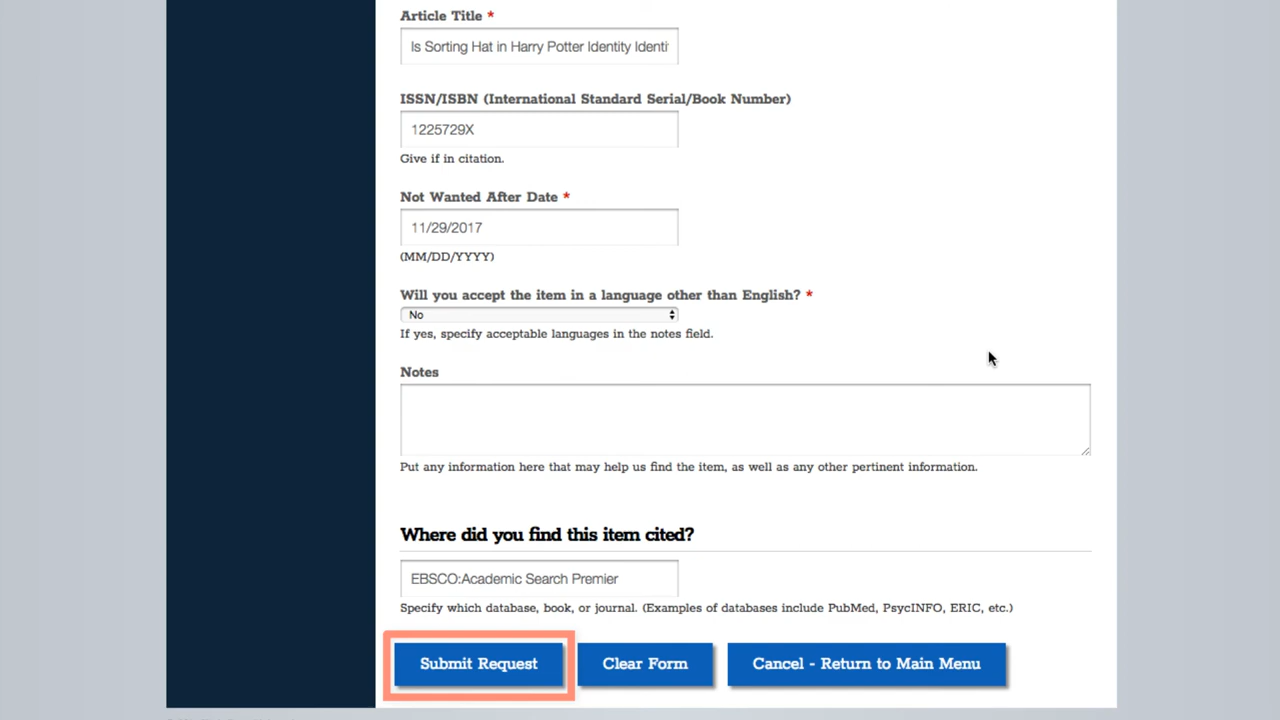 Article Title *
Is Sorting Hat in Harry Potter Identity Identi
ISSN/ISBN (International Standard Serial/Book Number)
1225729X
Give if in citation.
Not Wanted After Date *
11/29/2017
(MM/DD/YYYY)
Will you accept the item in a language other than English? *
No
If yes, specify acceptable languages in the notes field.
Notes
Put any information here that may help us find the item, as well as any other pertinent information.
Where did you find this item cited?
EBSCO:Academic Search Premier
Specify which database, book, or journal. (Examples of databases include PubMed, PsycINFO, ERIC, etc.)
Submit Request Clear Form Cancel - Return to Main Menu